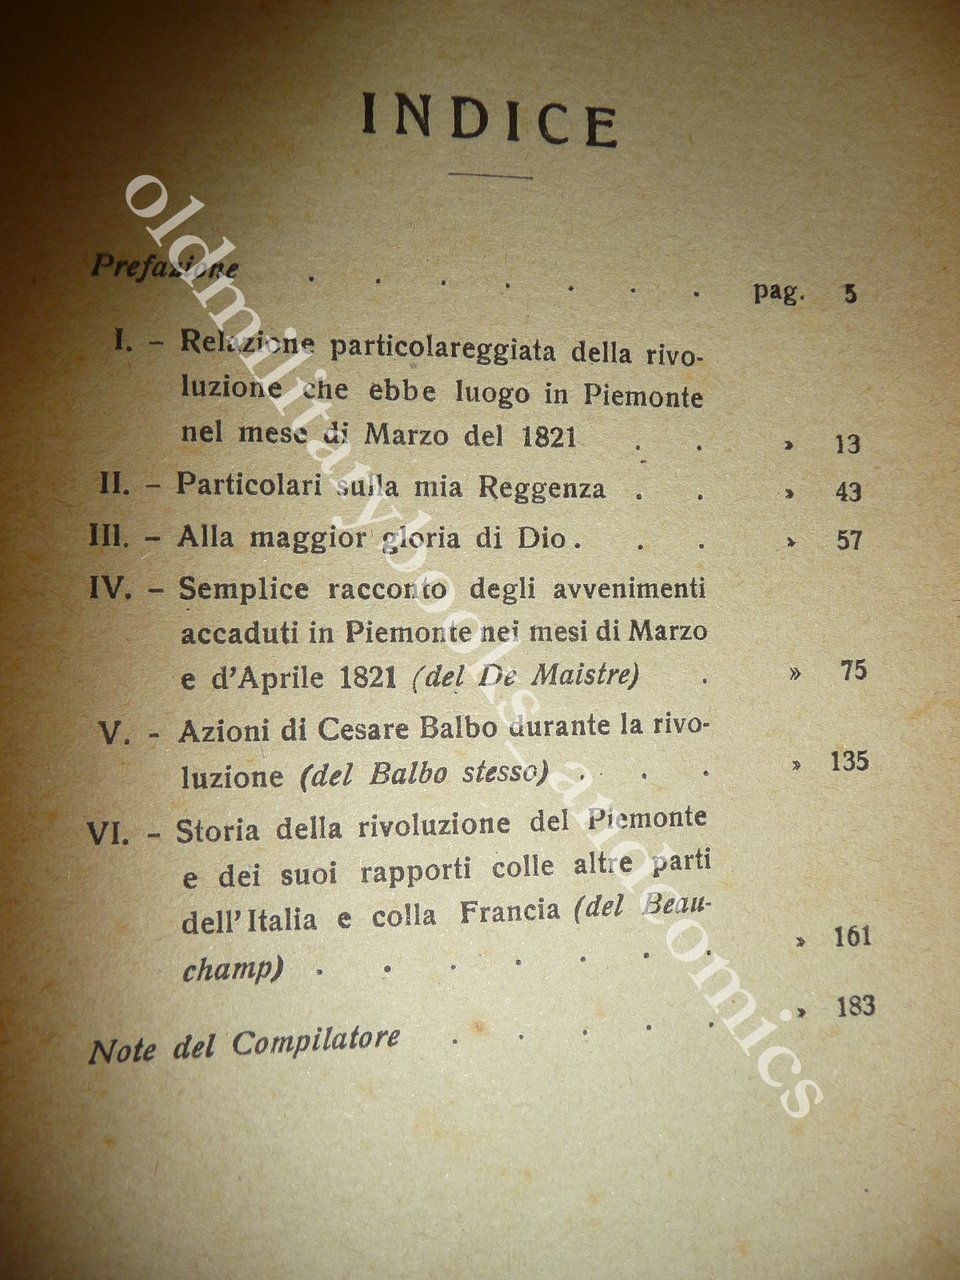 INDICE
Prefazione . . . . . . . pag. 5
I. - Relazione particolareggiata della rivo-
luzione che ebbe luogo in Piemonte
nel mese di Marzo del 1821 . . » 13
II. - Particolari sulla mia Reggenza . . » 43
III. - Alla maggior gloria di Dio. . . » 57
IV. - Semplice racconto degli avvenimenti
accaduti in Piemonte nei mesi di Marzo
e d'Aprile 1821 (del De Maistre) . » 75
V. - Azioni di Cesare Balbo durante la rivo-
luzione (del Balbo stesso) . . . » 135
VI. - Storia della rivoluzione del Piemonte
e dei suoi rapporti colle altre parti
dell'Italia e colla Francia (del Beau-
champ) . . . . . . . » 161
Note del Compilatore . . . . . » 183
oldmilitarybooks_andcomics